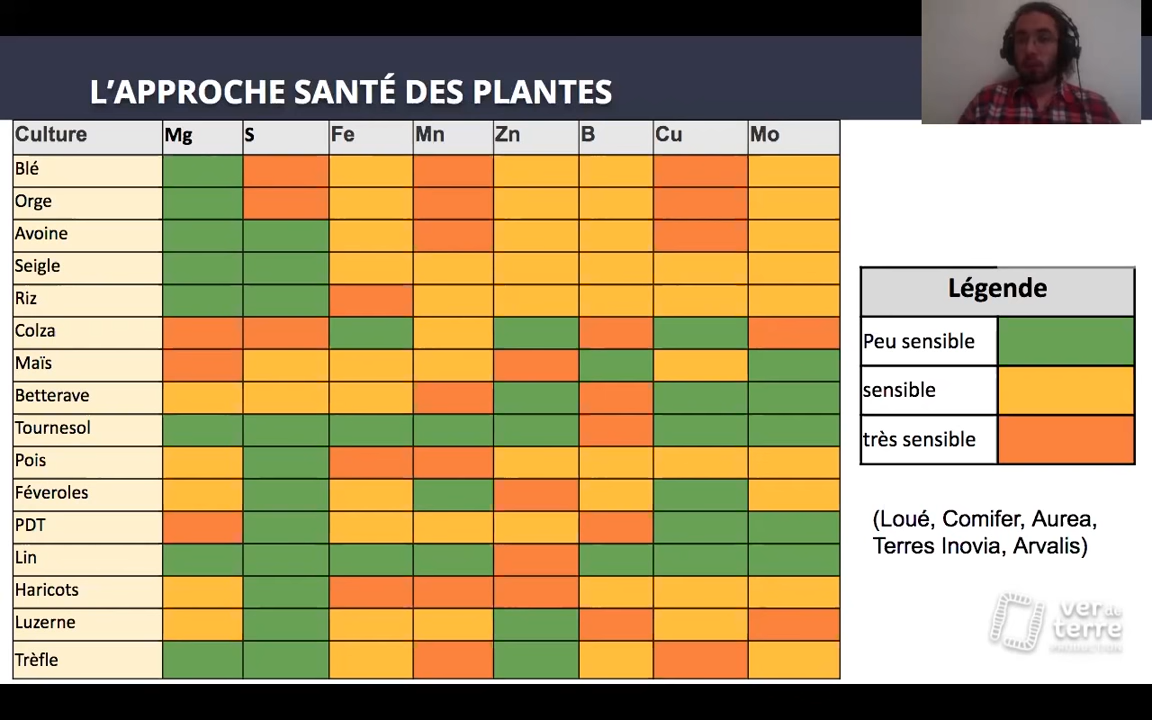 L'APPROCHE SANTÉ DES PLANTES
Culture Mg S Fe Mn Zn B Cu Mo
Blé
Orge
Avoine
Seigle
Riz
Colza
Maïs
Betterave
Tournesol
Pois
Féveroles
PDT
Lin
Haricots
Luzerne
Trèfle
Légende
Peu sensible
sensible
très sensible
(Loué, Comifer, Aurea,
Terres Inovia, Arvalis)
ver de
terre
PRODUCTION